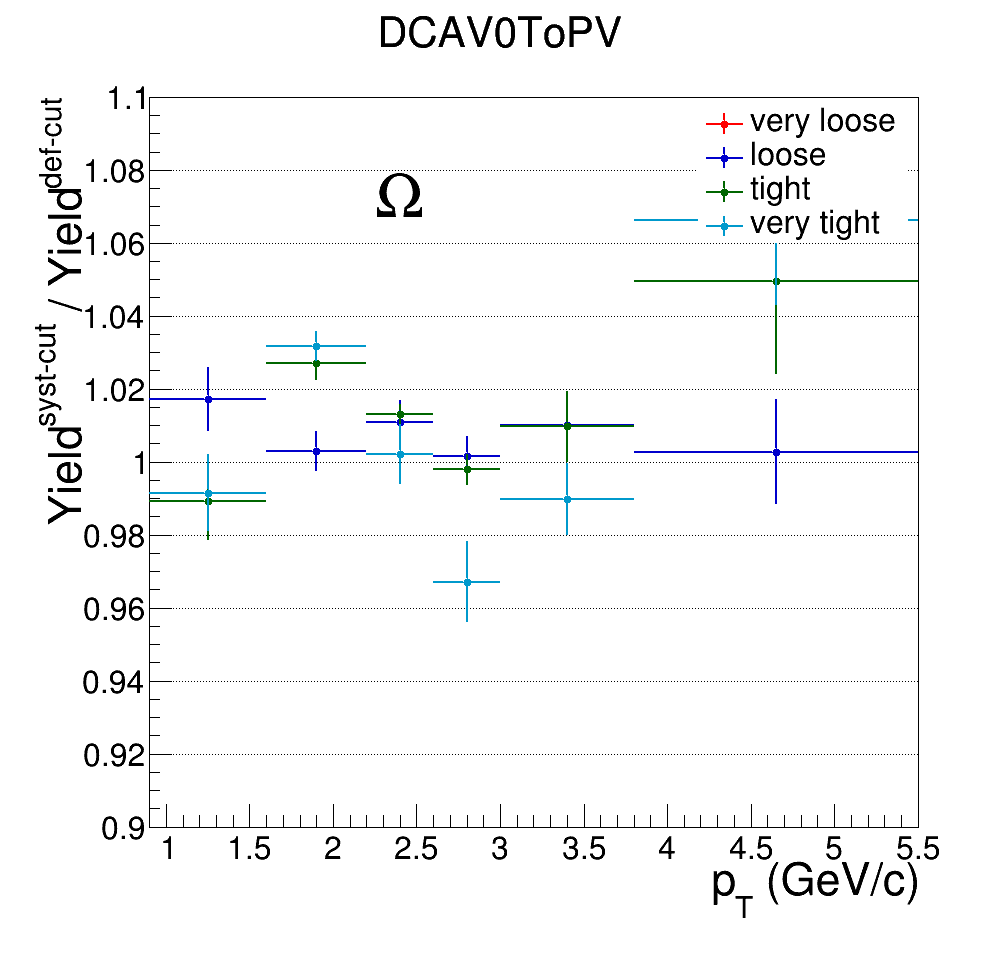 DCAV0ToPV
Yield^syst-cut / Yield^def-cut
1.1
1.08
1.06
1.04
1.02
1
0.98
0.96
0.94
0.92
0.9
Ω
very loose
loose
tight
very tight
1 1.5 2 2.5 3 3.5 4 4.5 5 5.5
p_T (GeV/c)